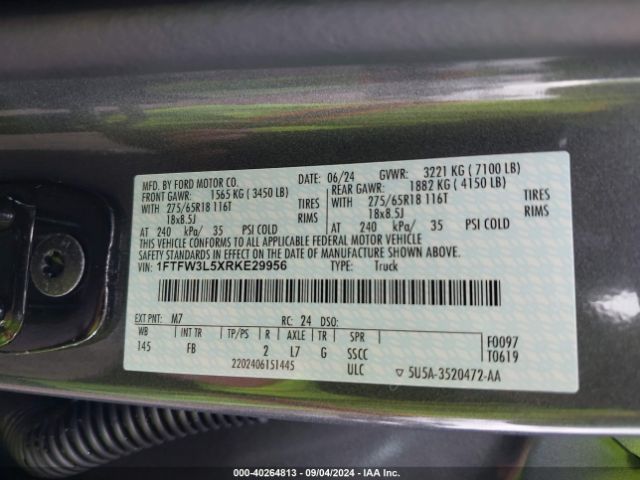 MFD. BY FORD MOTOR CO. DATE: 06/24 GVWR: 3221 KG ( 7100 LB)
FRONT GAWR: 1565 KG ( 3450 LB) REAR GAWR: 1882 KG ( 4150 LB)
WITH 275/65R18 116T TIRES WITH 275/65R18 116T TIRES
18x8.5J RIMS 18x8.5J RIMS
AT 240 kPa/ 35 PSI COLD AT 240 kPa/ 35 PSI COLD
THIS VEHICLE CONFORMS TO ALL APPLICABLE FEDERAL MOTOR VEHICLE
SAFETY STANDARDS IN EFFECT ON THE DATE OF MANUFACTURE SHOWN ABOVE.
VIN: 1FTFW3L5XRKE29956 TYPE: Truck
EXT PNT: M7 RC: 24 DSO:
WB INT TR TP/PS R AXLE TR SPR F0097
145 FB 2 L7 G SSCC T0619
2202406151445 ULC 5U5A-3520472-AA
000-40264813 - 09/04/2024 - IAA Inc.